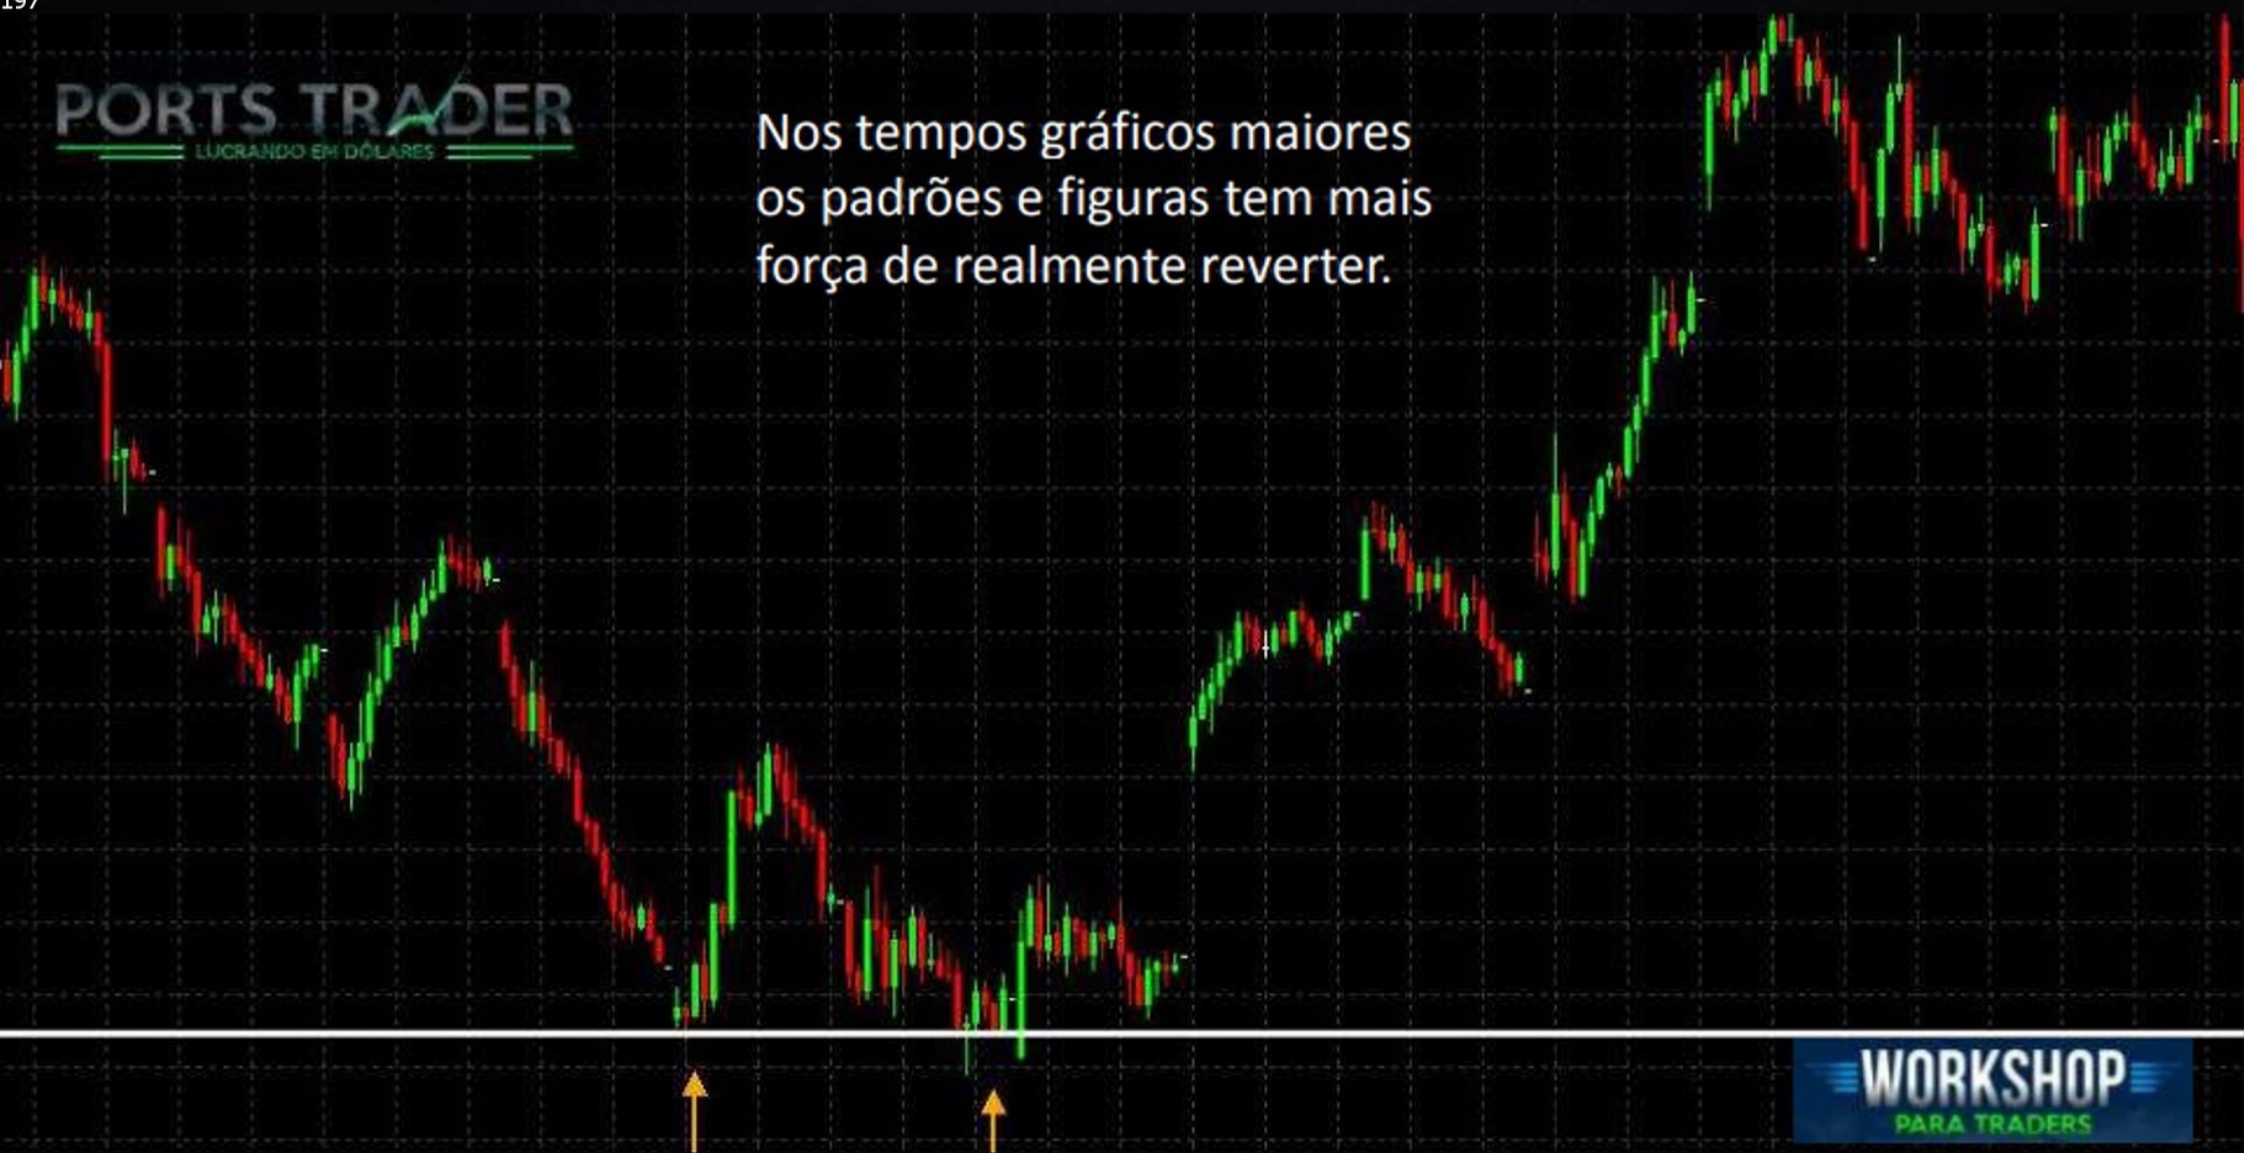 197
PORTS TRADER
LUCRANDO EM DÓLARES
Nos tempos gráficos maiores
os padrões e figuras tem mais
força de realmente reverter.
WORKSHOP
PARA TRADERS